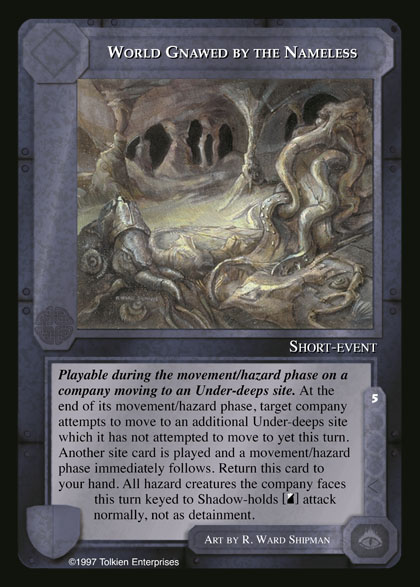 World Gnawed by the Nameless
Short-event
Playable during the movement/hazard phase on a
company moving to an Under-deeps site. At the
end of its movement/hazard phase, target company
attempts to move to an additional Under-deeps site
which it has not attempted to move to yet this turn.
Another site card is played and a movement/hazard
phase immediately follows. Return this card to
your hand. All hazard creatures the company faces
this turn keyed to Shadow-holds [] attack
normally, not as detainment.
5
Art by R. Ward Shipman
©1997 Tolkien Enterprises